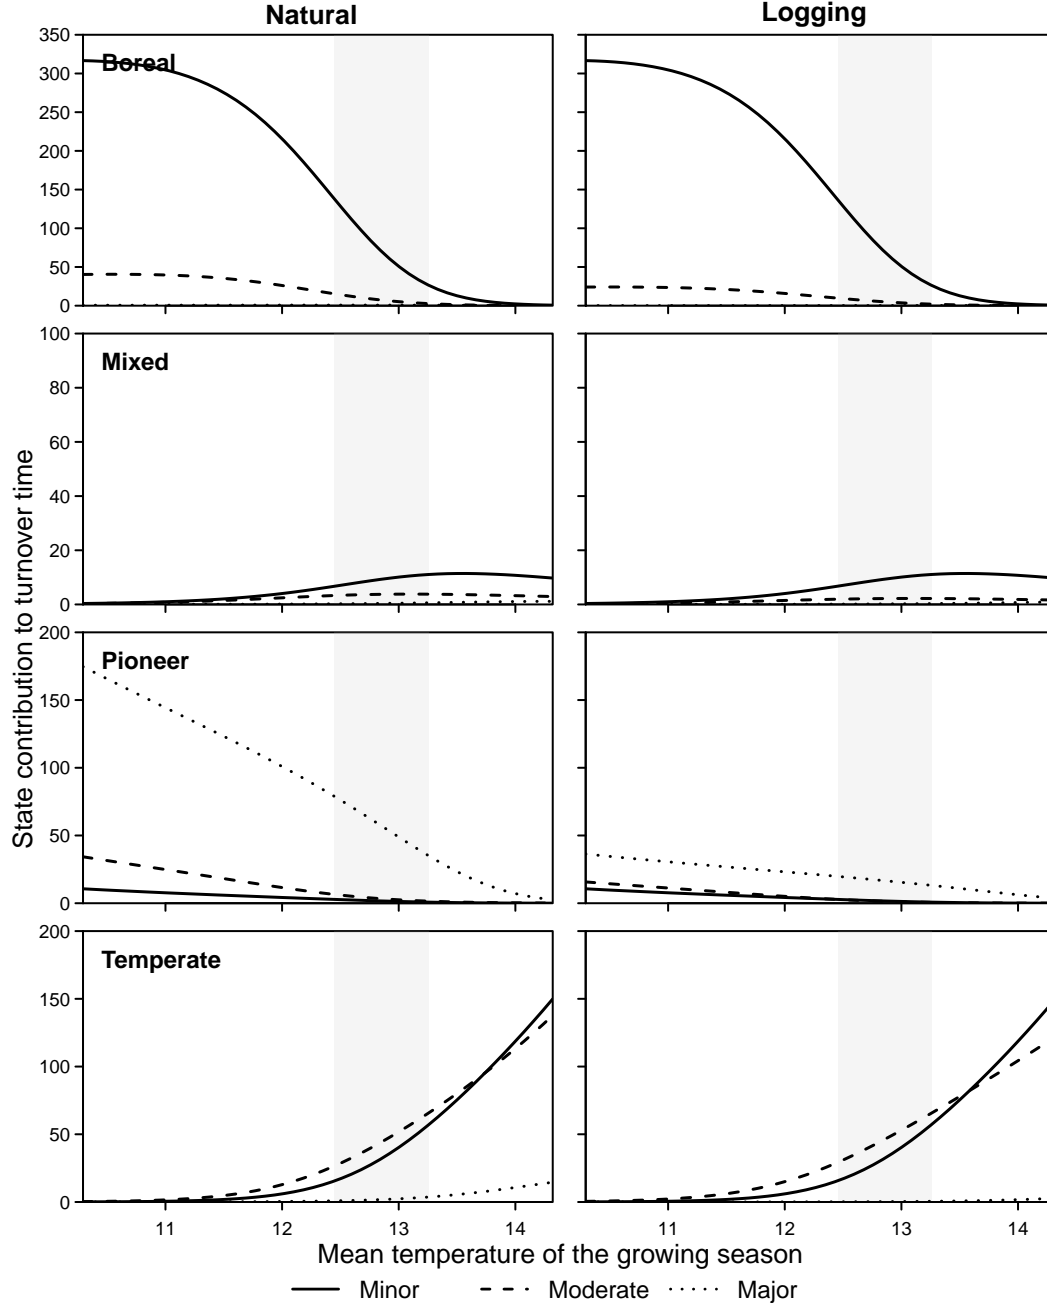 Natural Logging
Boreal
350
300
250
200
150
100
50
0
Mixed
100
80
60
40
20
0
Pioneer
200
150
100
50
0
Temperate
200
150
100
50
0
State contribution to turnover time
11 12 13 14 11 12 13 14
Mean temperature of the growing season
Minor Moderate Major